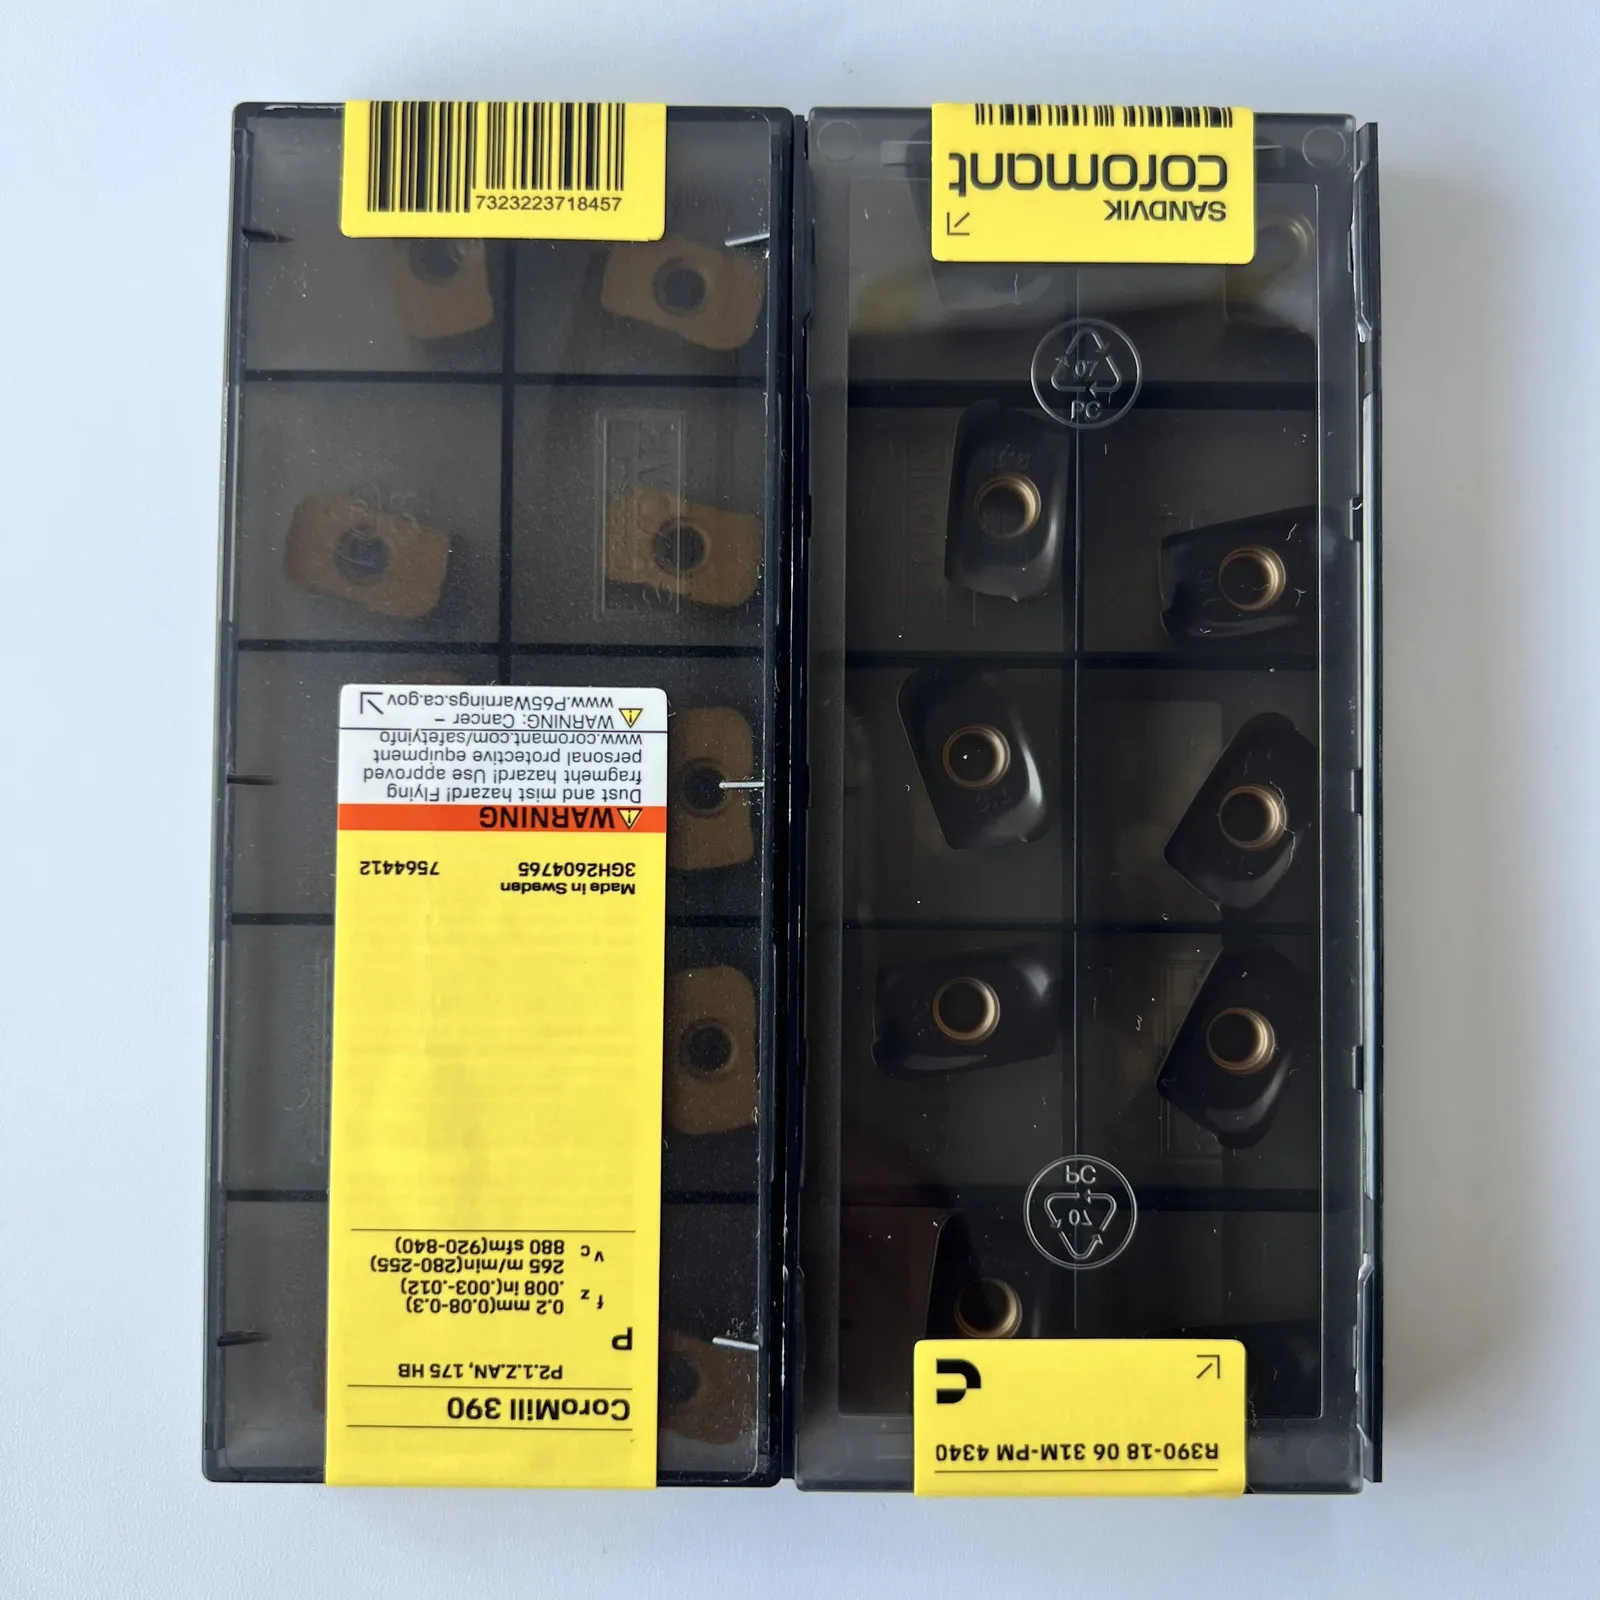 7323223718457
WARNING: Cancer –
www.P65Warnings.ca.gov
WARNING
Dust and mist hazard! Flying
fragment hazard! Use approved
personal protective equipment
www.coromant.com/safetyinfo
Made in Sweden
3GH2604765 7564412
CoroMill 390
P2.1.Z.AN, 175 HB
P
fz 0.2 mm(0.08-0.3)
.008 in(.003-.012)
vc 265 m/min(280-255)
880 sfm(920-840)
SANDVIK
coromant
07
PC
07
PC
R390-18 06 31M-PM 4340